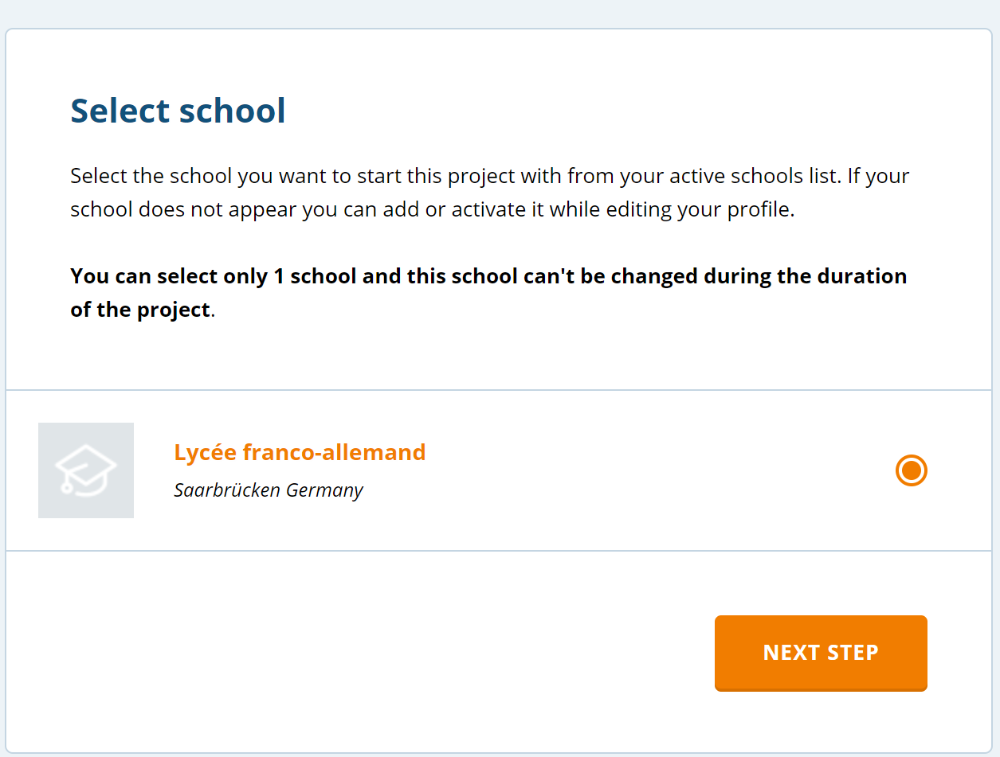 Select school
Select the school you want to start this project with from your active schools list. If your
school does not appear you can add or activate it while editing your profile.
You can select only 1 school and this school can't be changed during the duration
of the project.
Lycée franco-allemand
Saarbrücken Germany
NEXT STEP